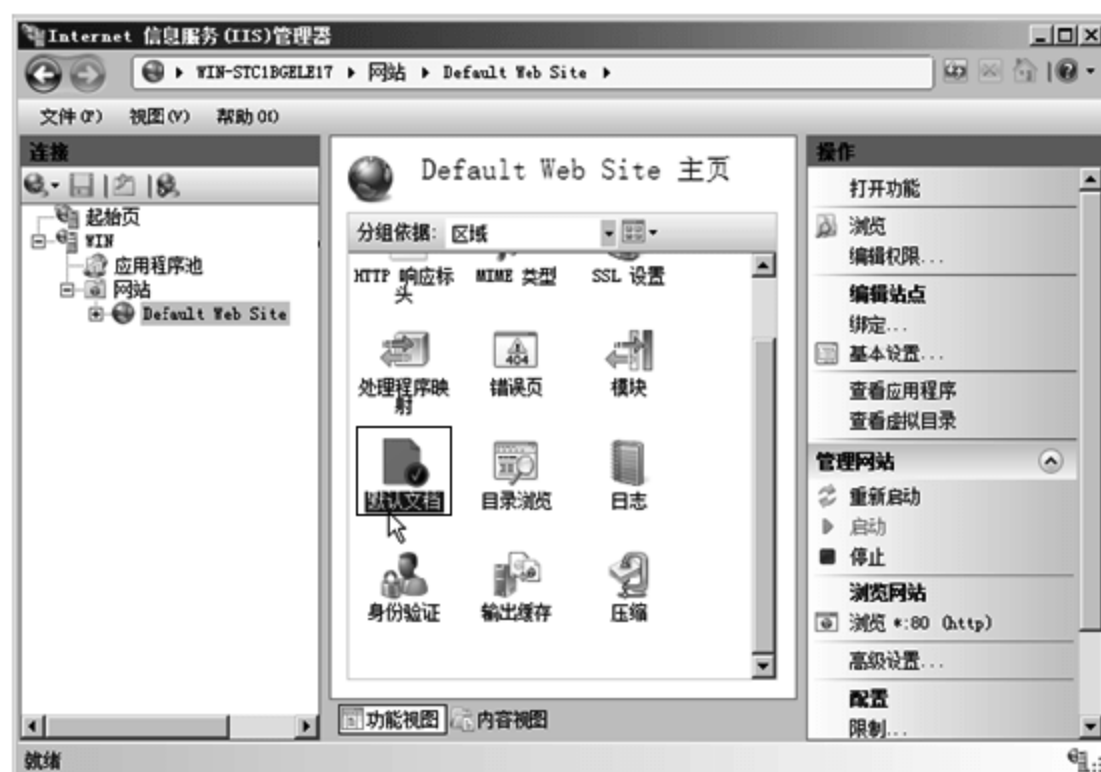 Internet 信息服务(IIS)管理器
WIN-STC1BGELE17 网站 Default Web Site
文件(F) 视图(V) 帮助(H)
连接
起始页
WIN
应用程序池
网站
Default Web Site
Default Web Site 主页
分组依据: 区域
HTTP 响应标头 MIME 类型 SSL 设置
处理程序映射 错误页 模块
404
默认文档 目录浏览 日志
身份验证 输出缓存 压缩
功能视图 内容视图
操作
打开功能
浏览
编辑权限...
编辑站点
绑定...
基本设置...
查看应用程序
查看虚拟目录
管理网站
重新启动
启动
停止
浏览网站
浏览 *:80 (http)
高级设置...
配置
限制...
就绪